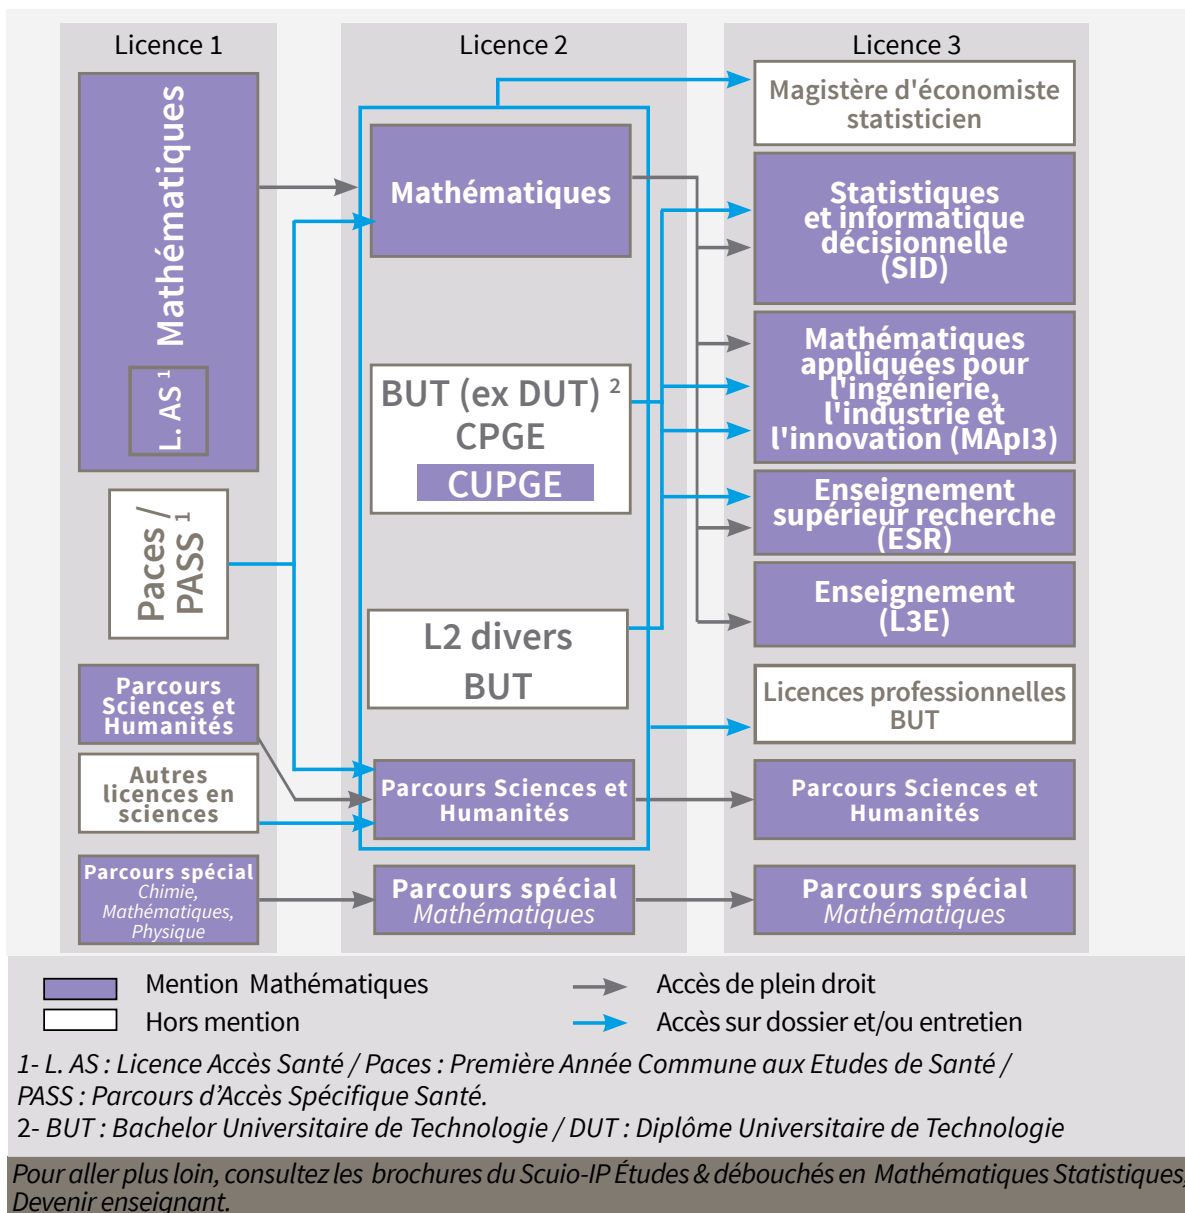 Licence 1
Licence 2
Licence 3
Mathématiques
L. AS 1
Paces /
PASS 1
Parcours
Sciences et
Humanités
Autres
licences en
sciences
Parcours spécial
Chimie,
Mathématiques,
Physique
Mathématiques
BUT (ex DUT) 2
CPGE
CUPGE
L2 divers
BUT
Parcours Sciences et
Humanités
Parcours spécial
Mathématiques
Magistère d'économiste
statisticien
Statistiques
et informatique
décisionnelle
(SID)
Mathématiques
appliquées pour
l'ingénierie,
l'industrie et
l'innovation (MApI3)
Enseignement
supérieur recherche
(ESR)
Enseignement
(L3E)
Licences professionnelles
BUT
Parcours Sciences et
Humanités
Parcours spécial
Mathématiques
Mention Mathématiques
Accès de plein droit
Hors mention
Accès sur dossier et/ou entretien
1- L. AS : Licence Accès Santé / Paces : Première Année Commune aux Etudes de Santé /
PASS : Parcours d’Accès Spécifique Santé.
2- BUT : Bachelor Universitaire de Technologie / DUT : Diplôme Universitaire de Technologie
Pour aller plus loin, consultez les brochures du Scuio-IP Études & débouchés en Mathématiques Statistiques,
Devenir enseignant.